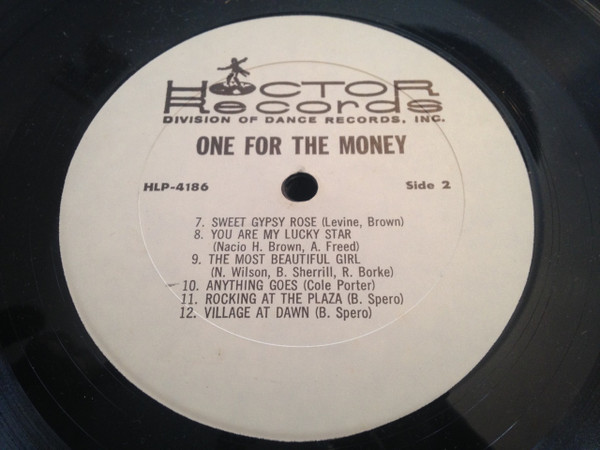 HOCTOR
Records
DIVISION OF DANCE RECORDS, INC.
ONE FOR THE MONEY
HLP-4186 Side 2
7. SWEET GYPSY ROSE (Levine, Brown)
8. YOU ARE MY LUCKY STAR
(Nacio H. Brown, A. Freed)
9. THE MOST BEAUTIFUL GIRL
(N. Wilson, B. Sherrill, R. Borke)
10. ANYTHING GOES (Cole Porter)
11. ROCKING AT THE PLAZA (B. Spero)
12. VILLAGE AT DAWN (B. Spero)